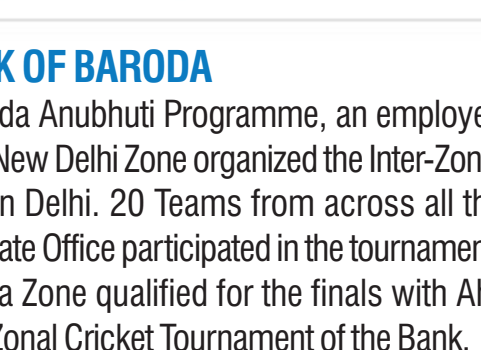 K OF BARODA
da Anubhuti Programme, an employe
New Delhi Zone organized the Inter-Zon
n Delhi. 20 Teams from across all th
ate Office participated in the tournamen
a Zone qualified for the finals with Ah
Zonal Cricket Tournament of the Bank.